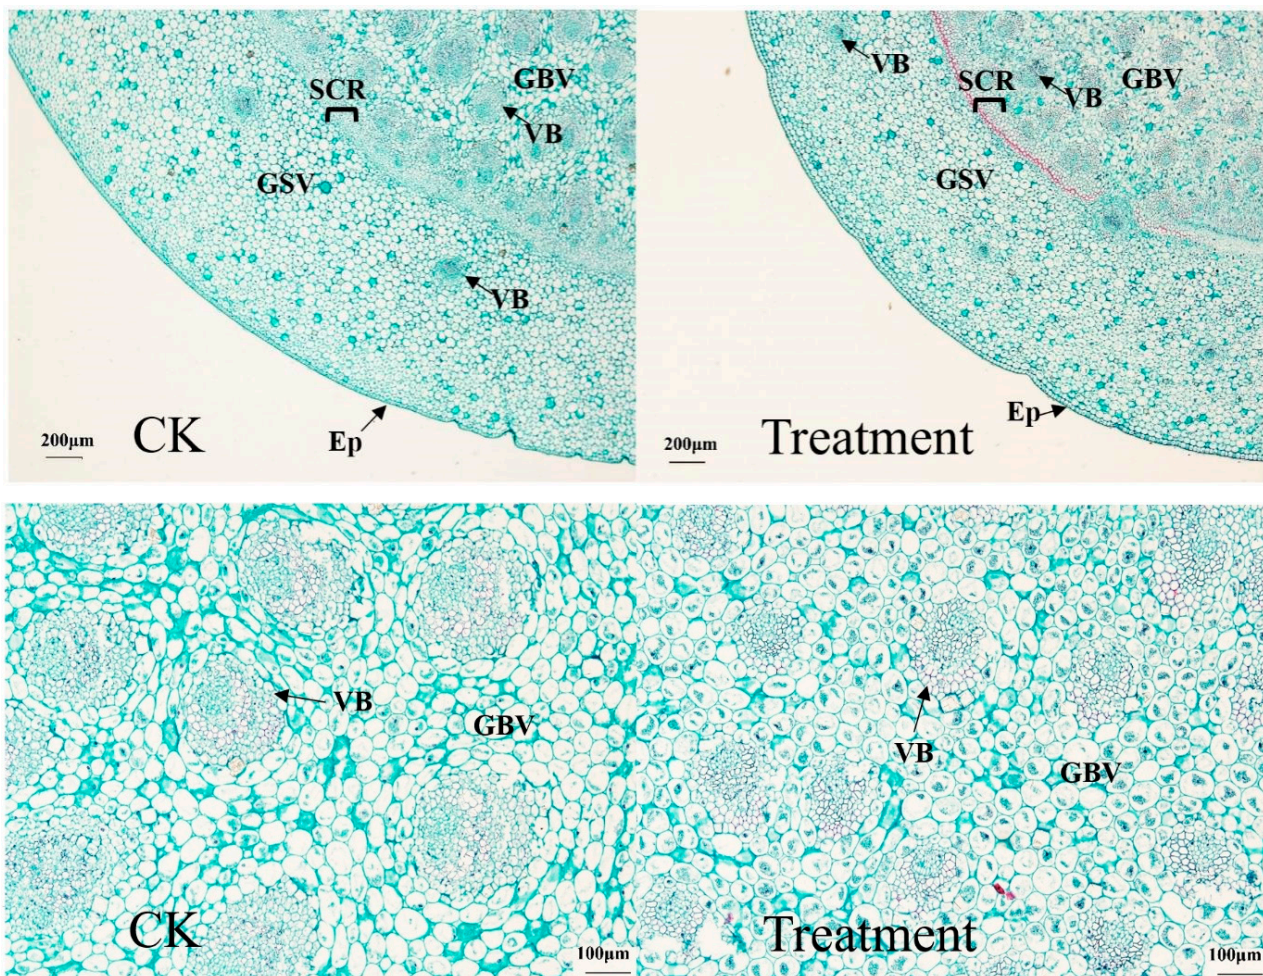 GBV
SCR
VB
GSV
VB
Ep
200μm
CK
VB
SCR
GBV
VB
GSV
Ep
200μm
Treatment
VB
GBV
CK
100μm
VB
GBV
Treatment
100μm